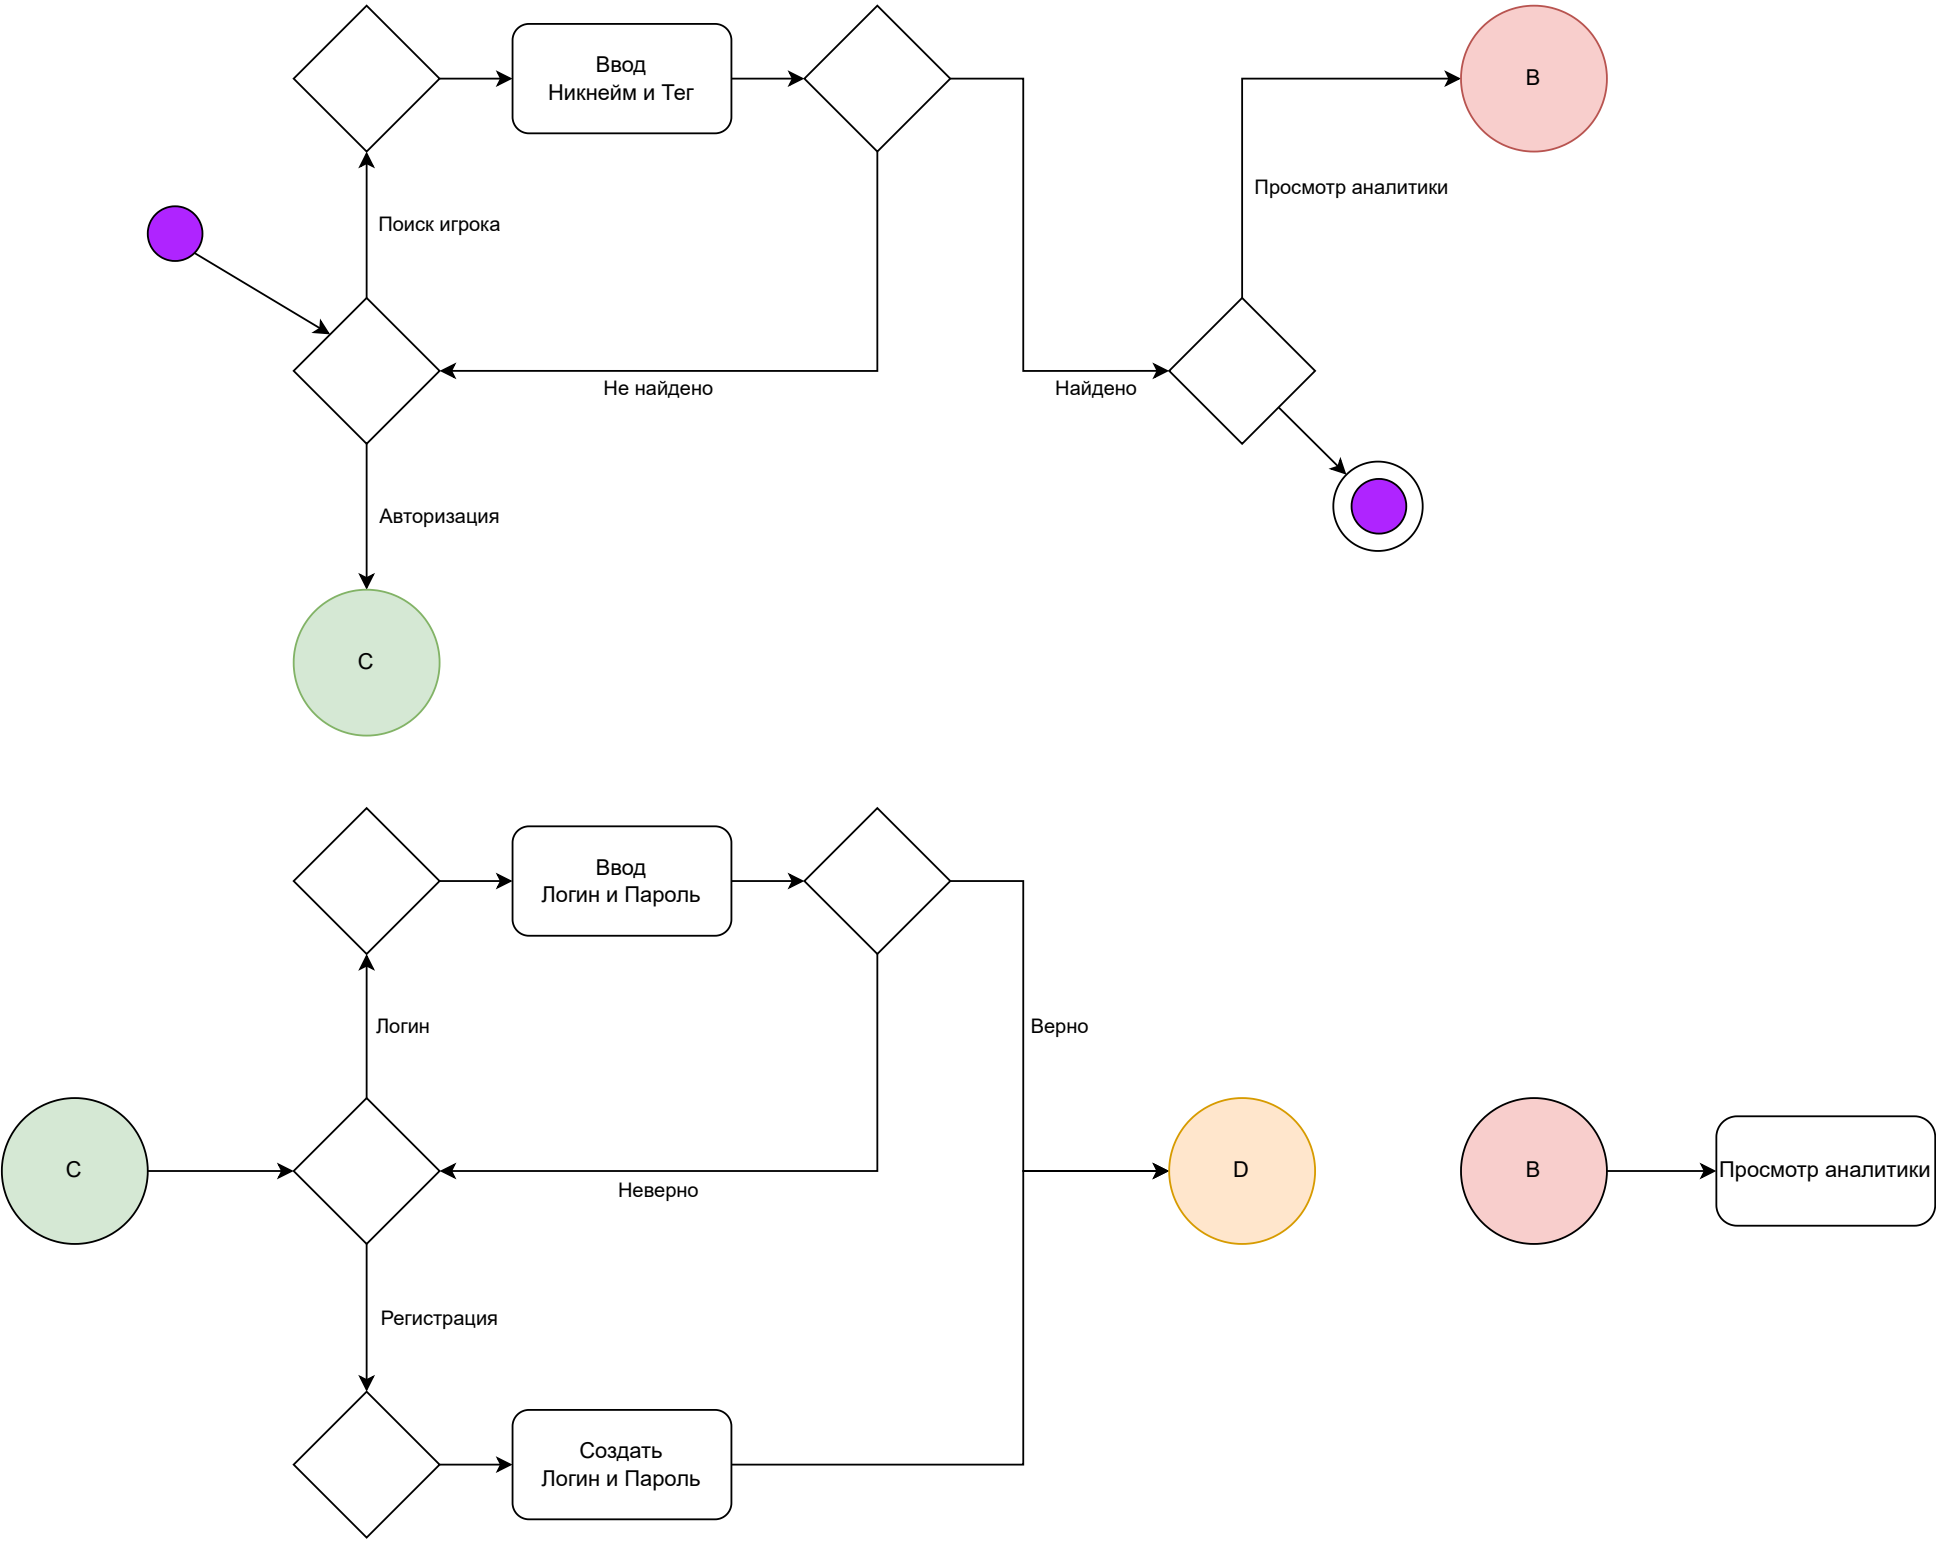 Ввод
Никнейм и Тег
B
Просмотр аналитики
Поиск игрока
Не найдено
Найдено
Авторизация
C
Ввод
Логин и Пароль
Логин
Верно
C
Неверно
D
B
Просмотр аналитики
Регистрация
Создать
Логин и Пароль